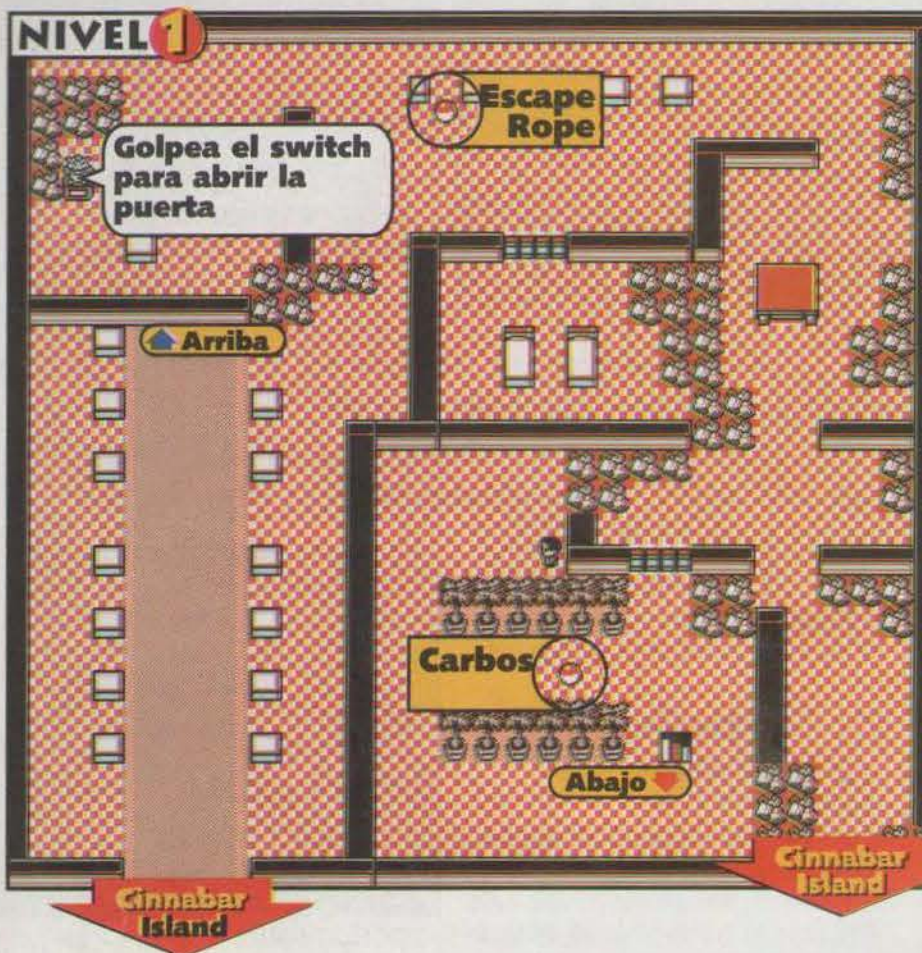 NIVEL 1
Escape
Rope
Golpea el switch
para abrir la
puerta
Arriba
Carbos
Abajo
Cinnabar
Island
Cinnabar
Island